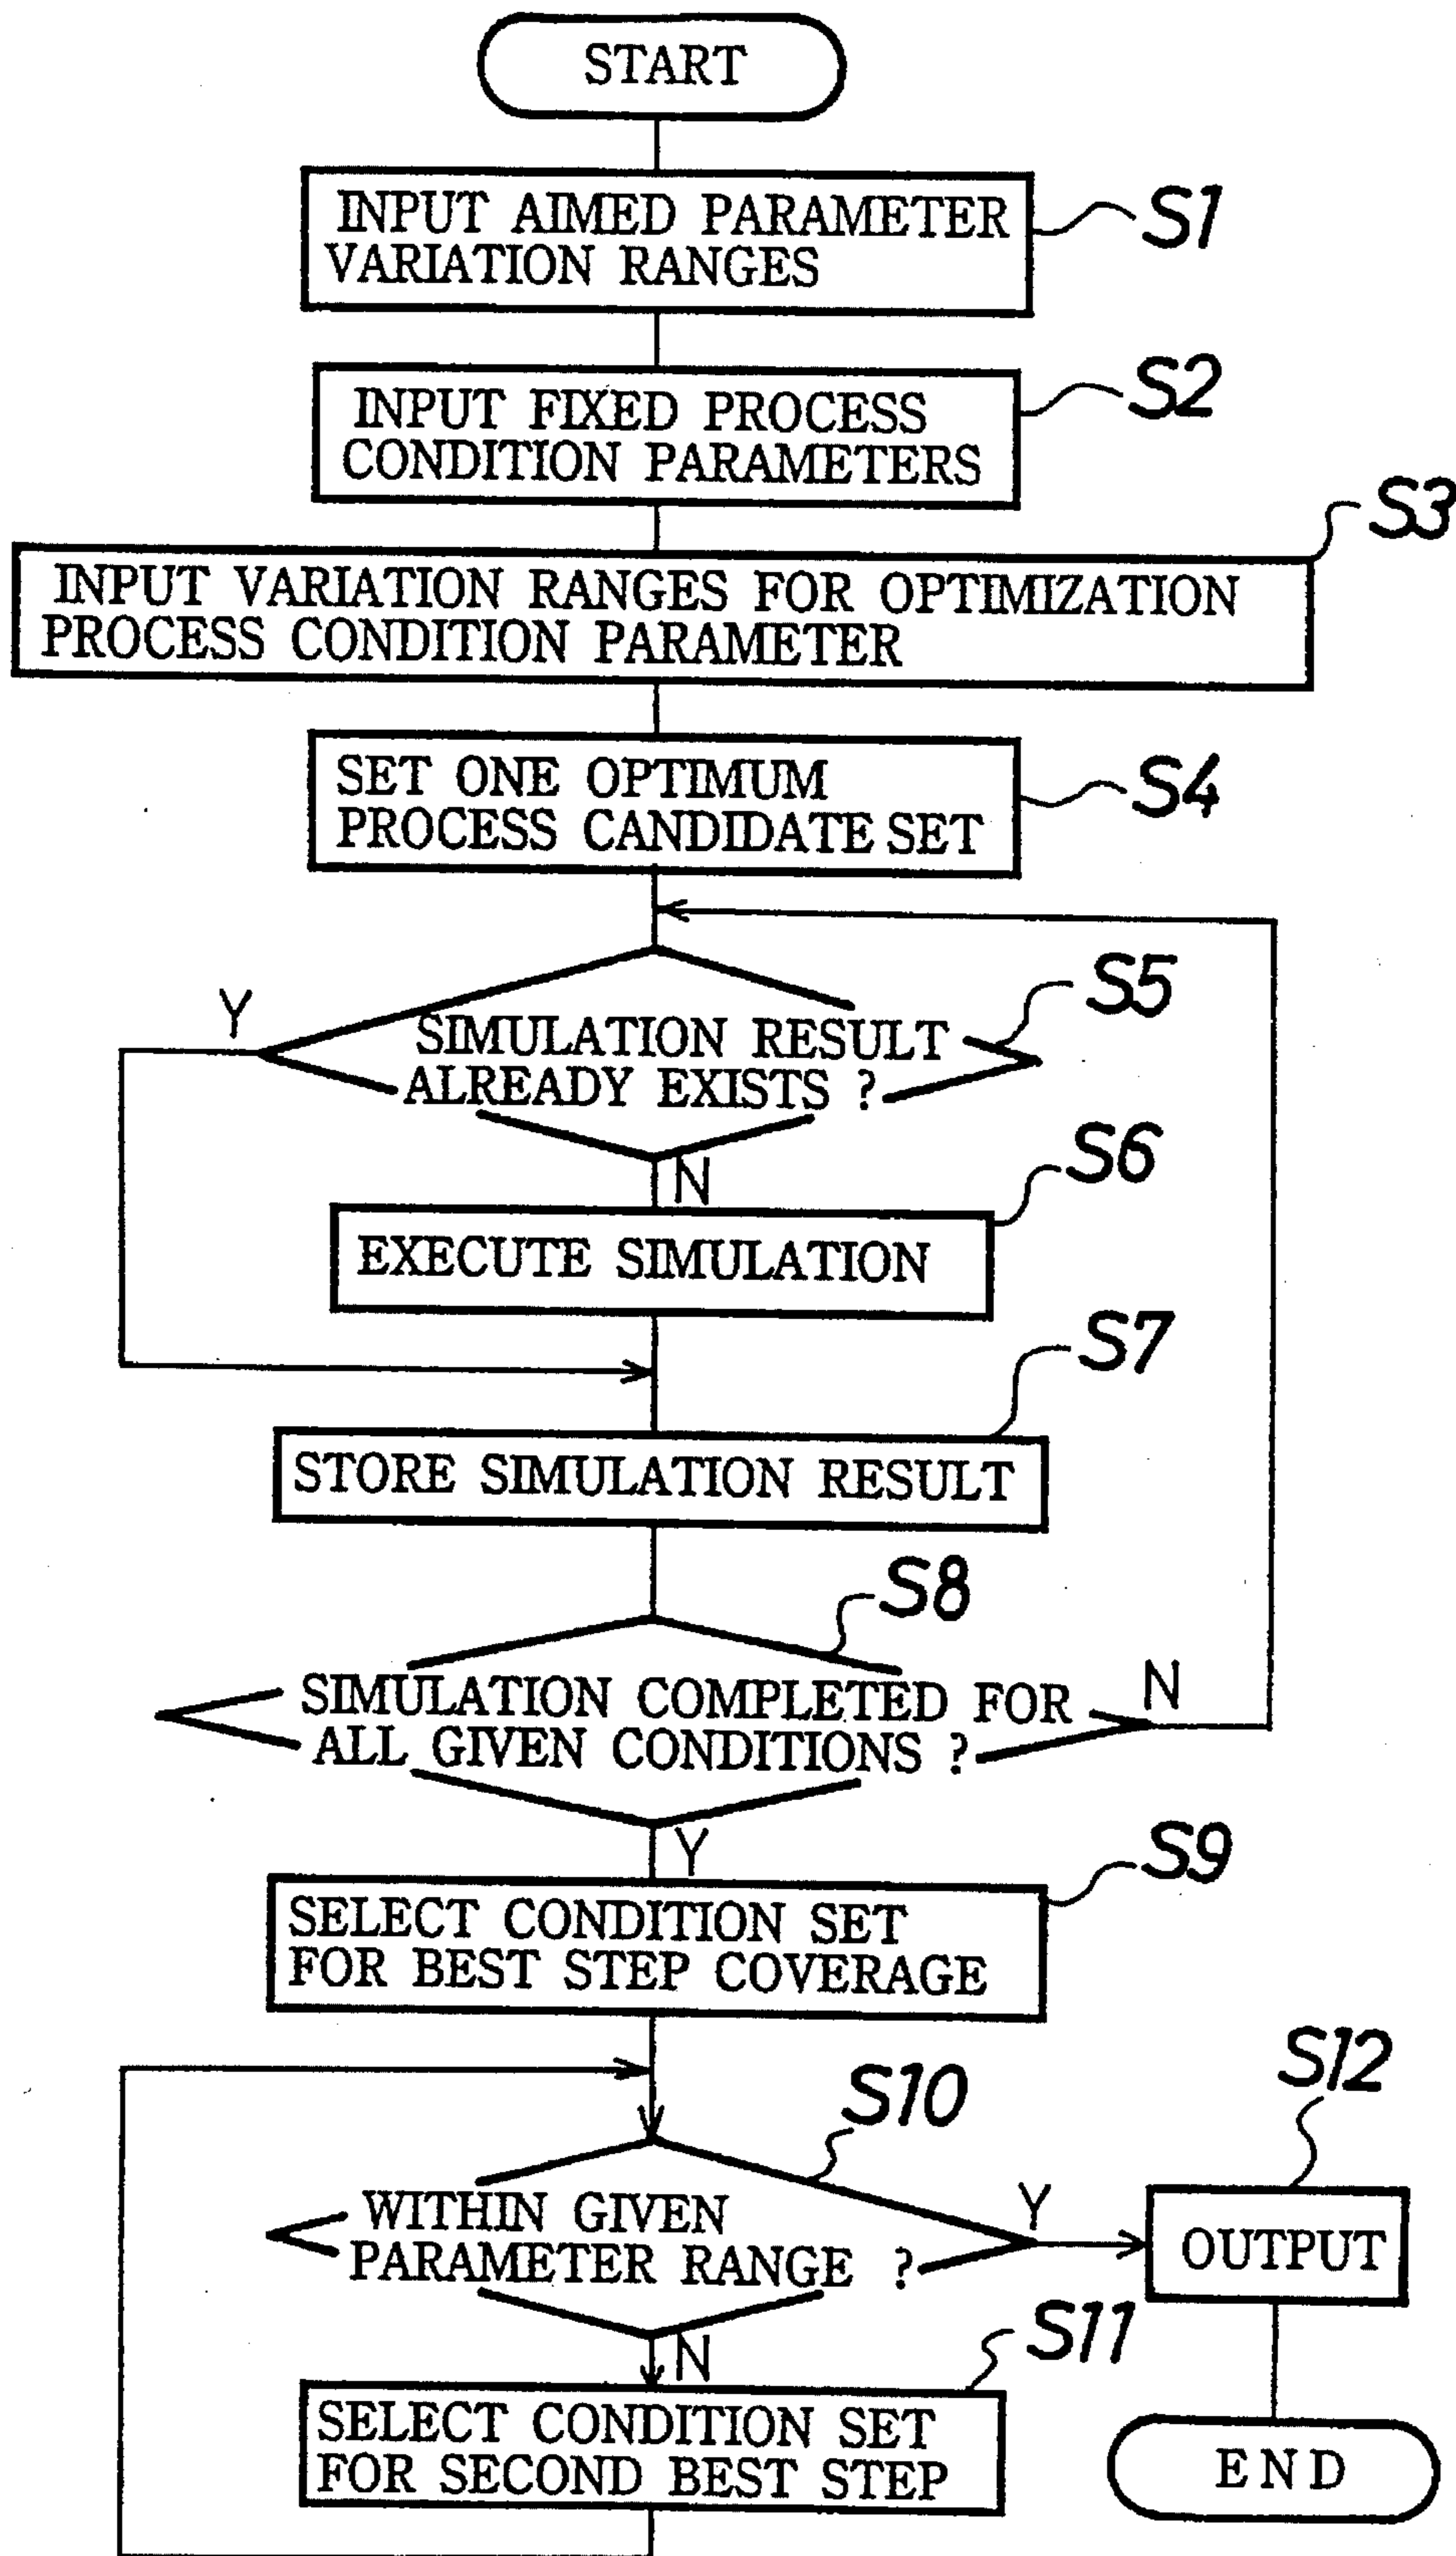 START
INPUT AIMED PARAMETER
VARIATION RANGES
S1
INPUT FIXED PROCESS
CONDITION PARAMETERS
S2
INPUT VARIATION RANGES FOR OPTIMIZATION
PROCESS CONDITION PARAMETER
S3
SET ONE OPTIMUM
PROCESS CANDIDATE SET
S4
SIMULATION RESULT
ALREADY EXISTS ?
S5
Y
N
EXECUTE SIMULATION
S6
STORE SIMULATION RESULT
S7
SIMULATION COMPLETED FOR
ALL GIVEN CONDITIONS ?
S8
N
Y
SELECT CONDITION SET
FOR BEST STEP COVERAGE
S9
WITHIN GIVEN
PARAMETER RANGE ?
S10
Y
N
OUTPUT
S12
SELECT CONDITION SET
FOR SECOND BEST STEP
S11
END